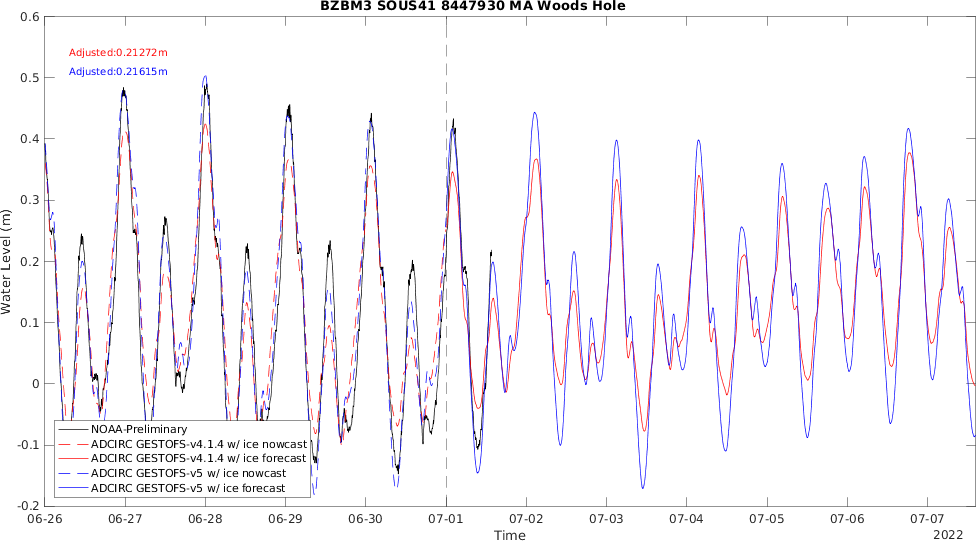 BZBM3 SOUS41 8447930 MA Woods Hole
0.6
0.5
0.4
0.3
0.2
0.1
0
-0.1
-0.2
Water Level (m)
Adjusted:0.21272m
Adjusted:0.21615m
NOAA-Preliminary
ADCIRC GESTOFS-v4.1.4 w/ ice nowcast
ADCIRC GESTOFS-v4.1.4 w/ ice forecast
ADCIRC GESTOFS-v5 w/ ice nowcast
ADCIRC GESTOFS-v5 w/ ice forecast
06-26 06-27 06-28 06-29 06-30 07-01 07-02 07-03 07-04 07-05 07-06 07-07
Time
2022